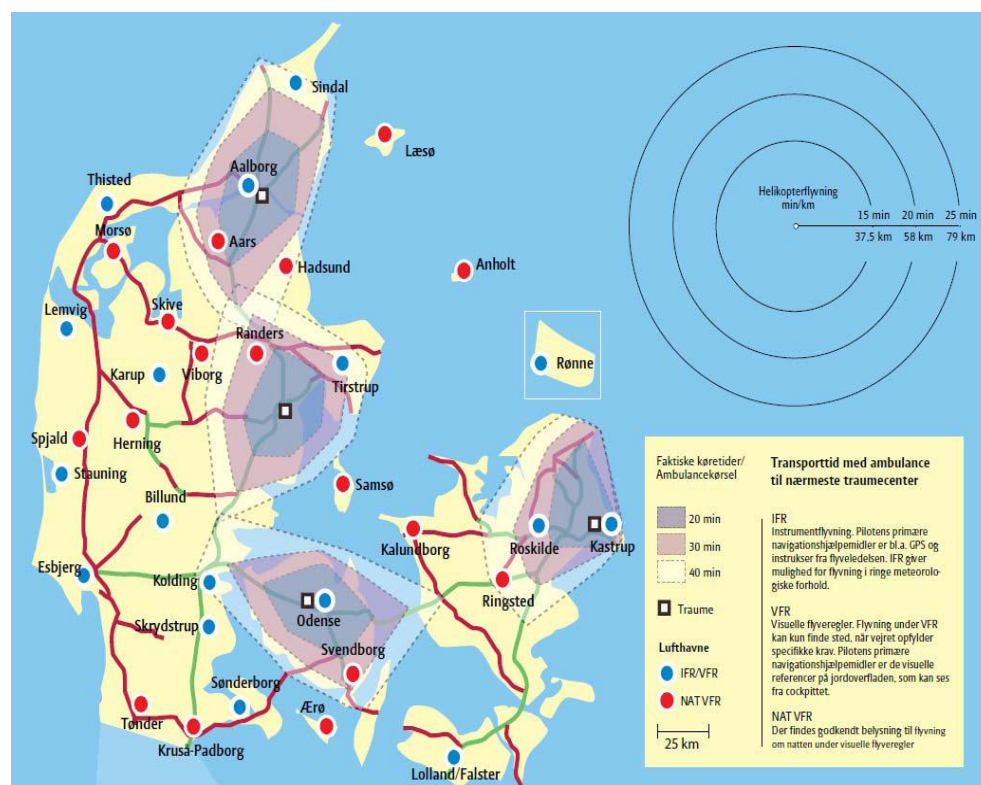 Sindal
Læsø
Aalborg
Thisted
Morsø
Aars
Hadsund
Anholt
Lemvig
Skive
Randers
Viborg
Karup
Tirstrup
Rønne
Herning
Spjald
Stauning
Samsø
Billund
Kalundborg
Roskilde
Kastrup
Esbjerg
Kolding
Ringsted
Odense
Skrydstrup
Svendborg
Sønderborg
Ærø
Tønder
Kruså-Padborg
Lolland/Falster
Helikopterflyvning
min/km
15 min
20 min
25 min
37,5 km
58 km
79 km
Faktiske køretider/
Ambulancekørsel
20 min
30 min
40 min
Traume
Lufthavne
IFR/VFR
NAT VFR
25 km
Transporttid med ambulance
til nærmeste traumecenter
IFR
Instrumentflyvning. Pilotens primære
navigationshjælpemidler er bl.a. GPS og
instrukser fra flyveledelsen. IFR giver
mulighed for flyvning i ringe meteorolo-
giske forhold.
VFR
Visuelle flyveregler. Flyvning under VFR
kan kun finde sted, når vejret opfylder
specifikke krav. Pilotens primære
navigationshjælpemidler er de visuelle
referencer på jordoverfladen, som kan ses
fra cockpittet.
NAT VFR
Der findes godkendt belysning til flyvning
om natten under visuelle flyveregler